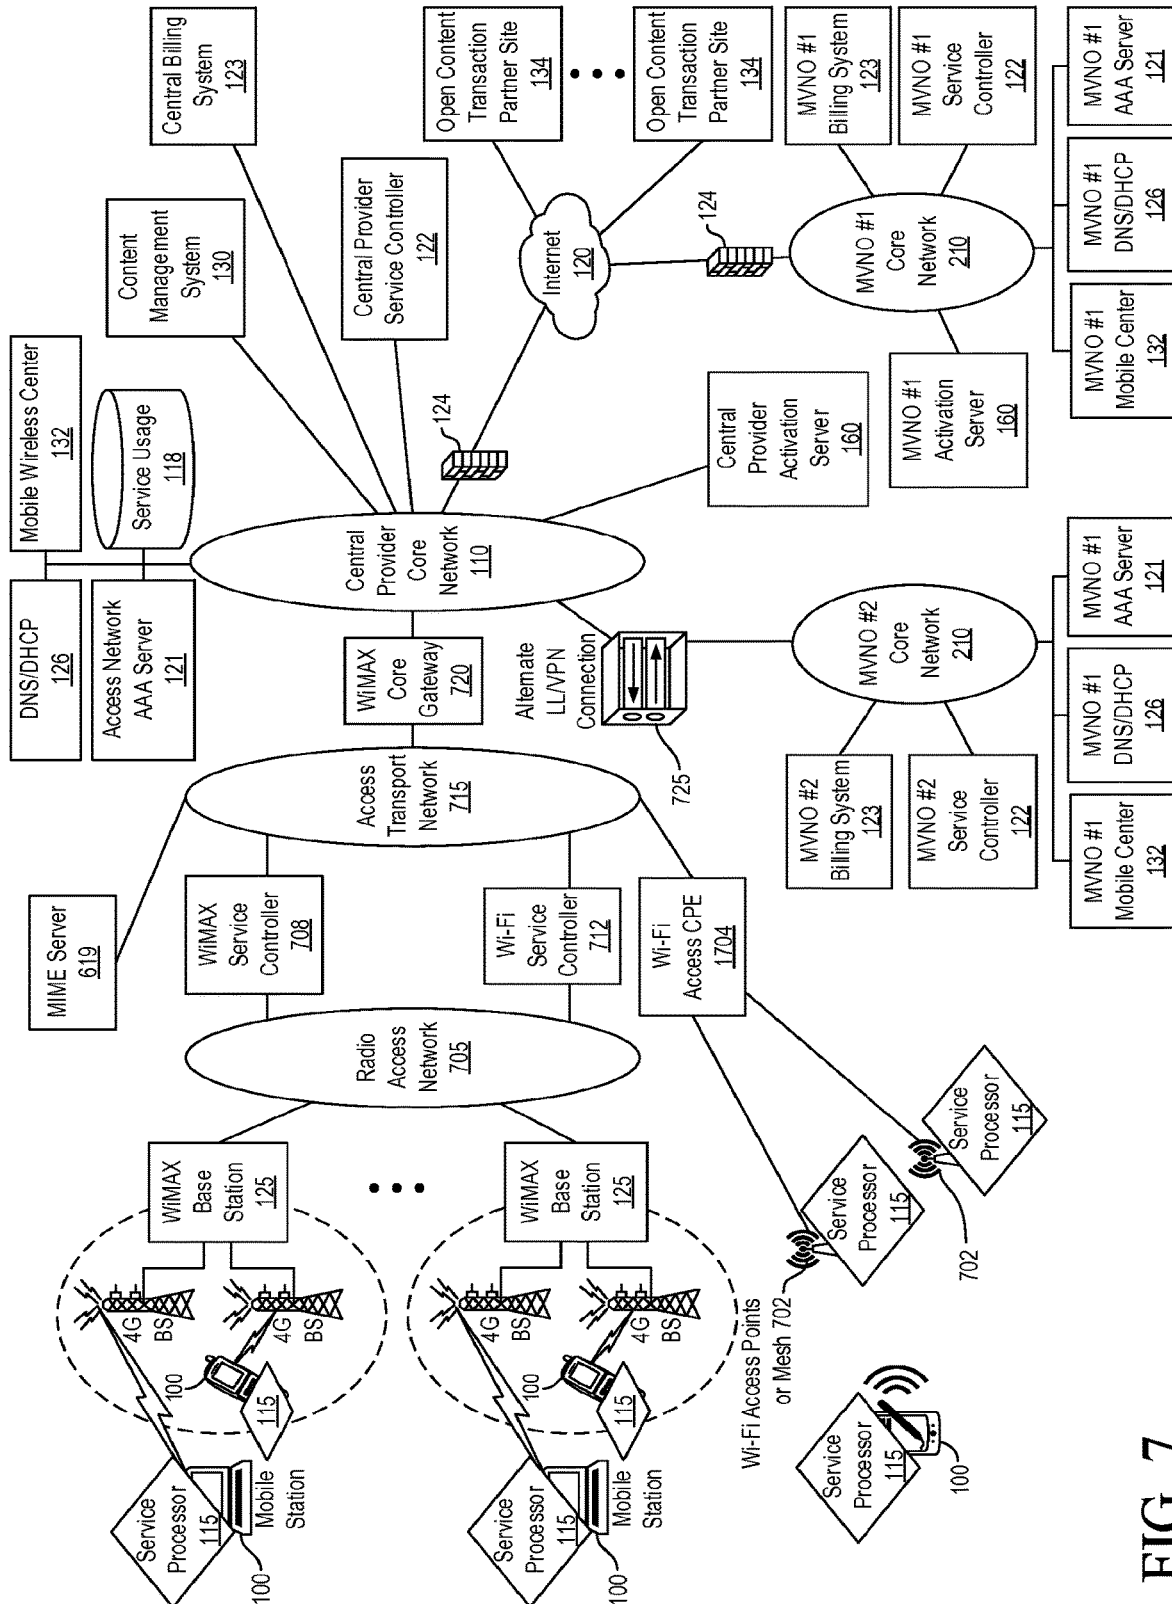 DNS/DHCP
126
Mobile Wireless Center
132
Access Network
AAA Server
121
Service Usage
118
Content
Management
System
130
Central Billing
System
123
MIME Server
619
Central Provider
Service Controller
122
Service
Processor
115
100
Mobile
Station
100
115
4G
BS
4G
BS
WiMAX
Base
Station
125
Radio
Access
Network
705
WiMAX
Service
Controller
708
Wi-Fi
Service
Controller
712
Access
Transport
Network
715
WiMAX
Core
Gateway
720
Central
Provider
Core
Network
110
124
Internet
120
Open Content
Transaction
Partner Site
134
Open Content
Transaction
Partner Site
134
Service
Processor
115
100
Mobile
Station
100
115
4G
BS
4G
BS
WiMAX
Base
Station
125
Wi-Fi
Access CPE
1704
Alternate
LL/VPN
Connection
725
Central
Provider
Activation
Server
160
124
MVNO #1
Billing System
123
MVNO #1
Service
Controller
122
MVNO #1
Core
Network
210
MVNO #1
Activation
Server
160
Wi-Fi Access Points
or Mesh 702
Service
Processor
115
702
Service
Processor
115
Service
Processor
115
100
MVNO #2
Billing System
123
MVNO #2
Service
Controller
122
MVNO #2
Core
Network
210
MVNO #1
Mobile Center
132
MVNO #1
DNS/DHCP
126
MVNO #1
AAA Server
121
MVNO #1
Mobile Center
132
MVNO #1
DNS/DHCP
126
MVNO #1
AAA Server
121
FIG. 7